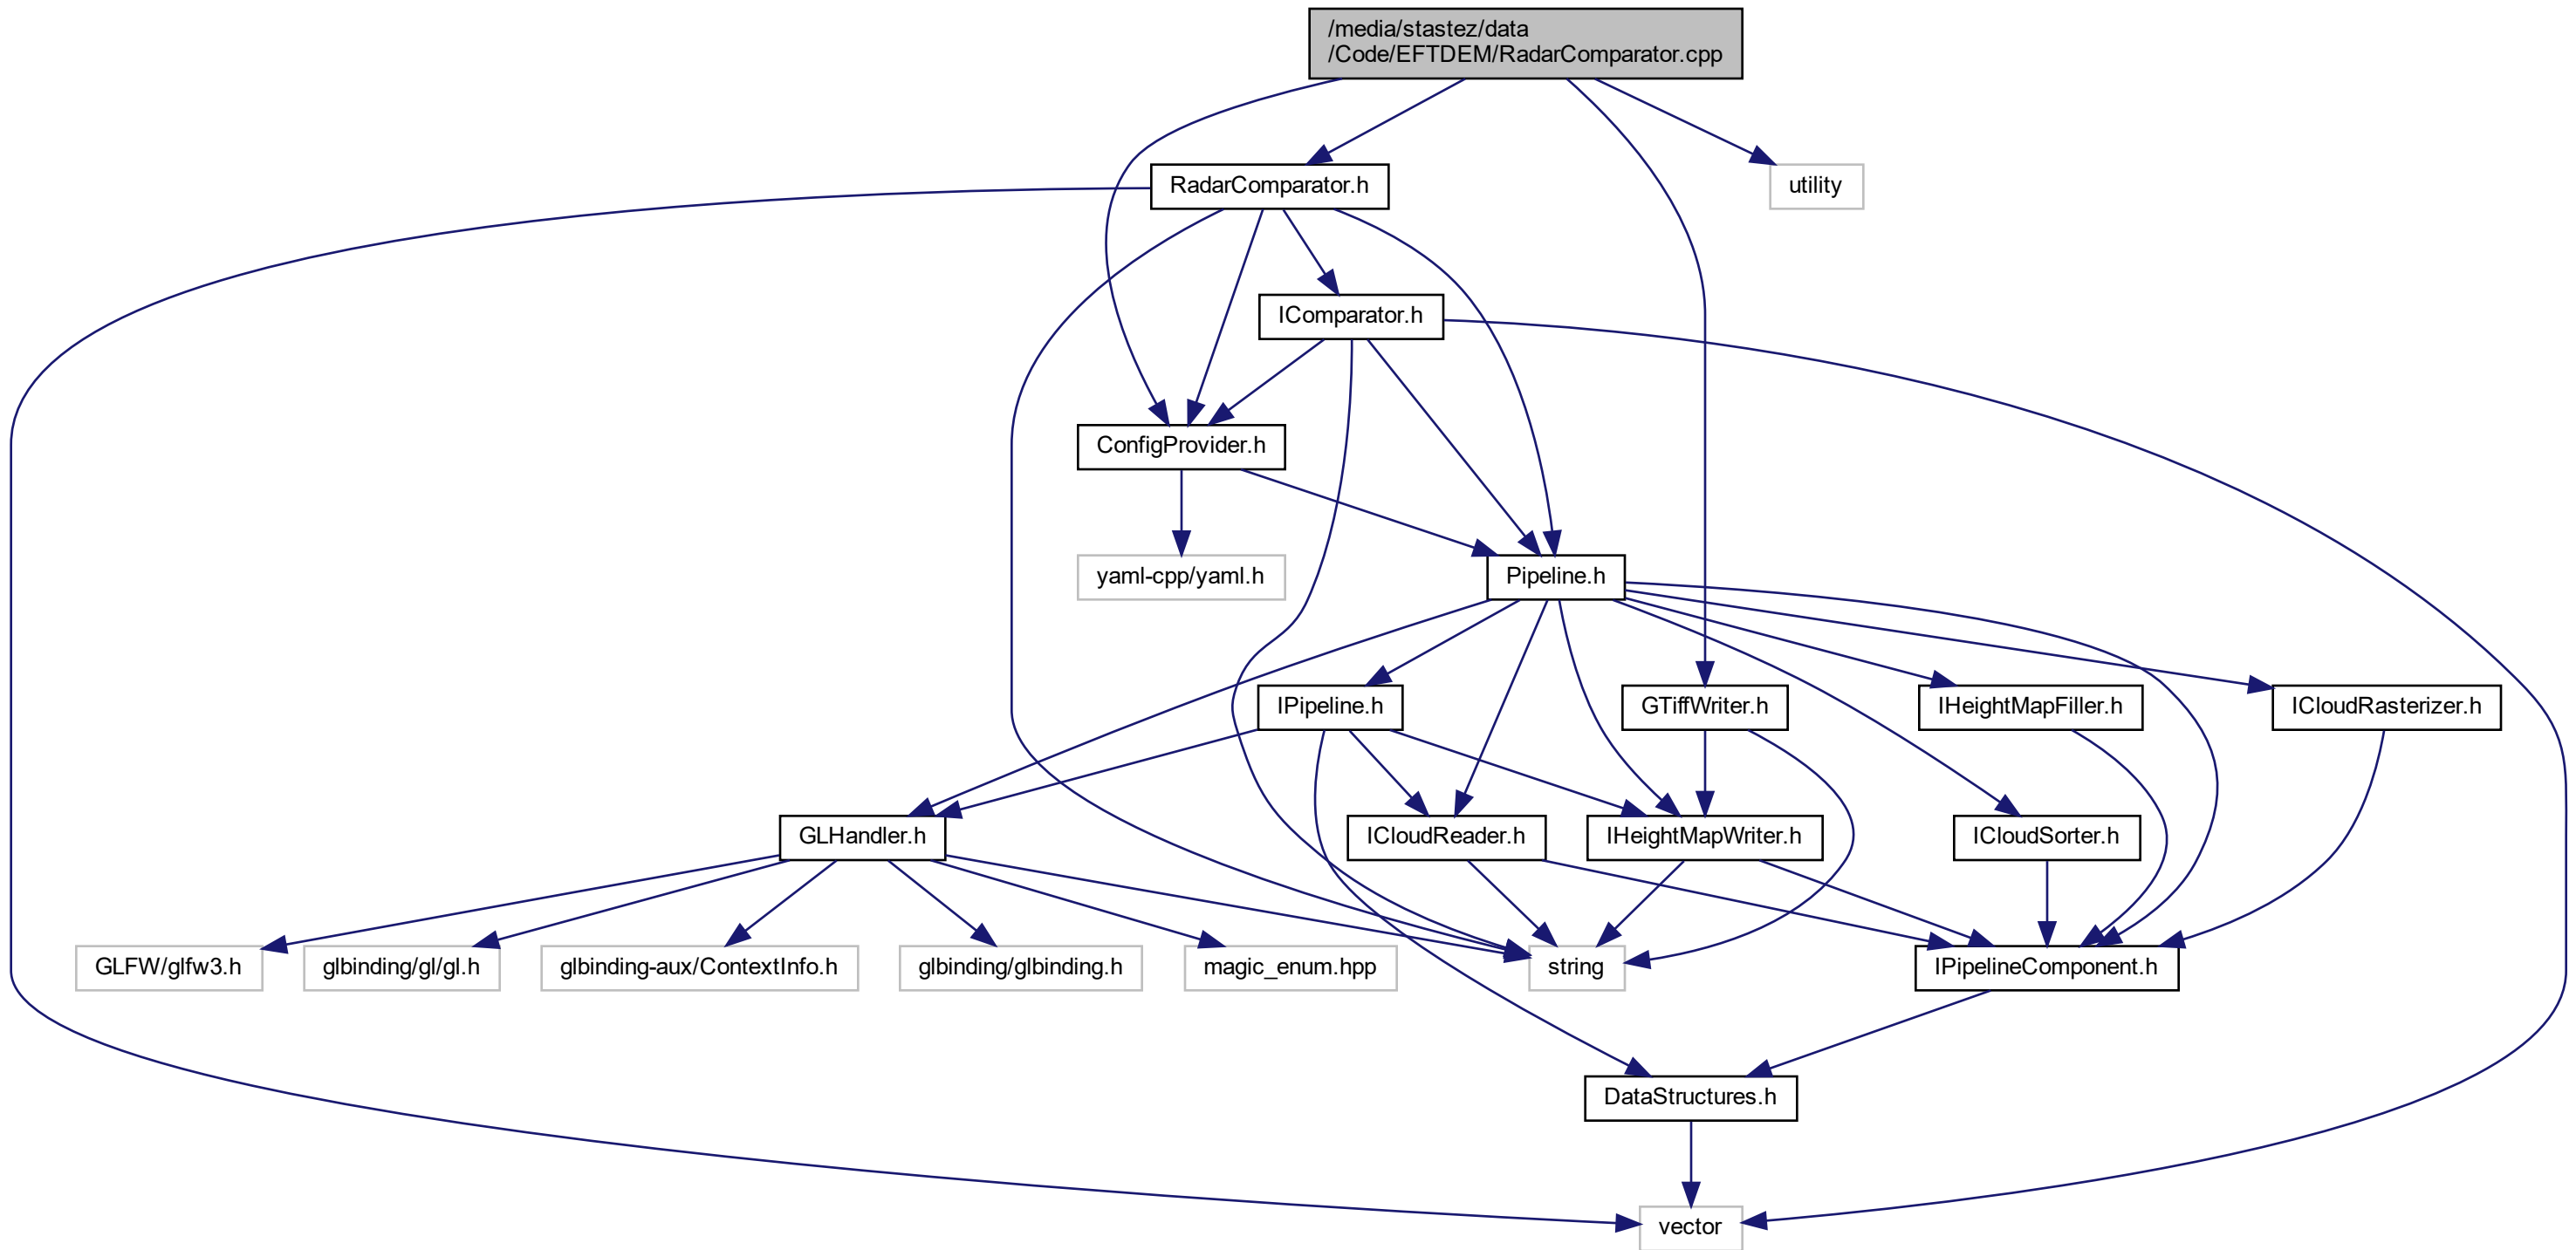 /media/stastez/data
/Code/EFTDEM/RadarComparator.cpp
RadarComparator.h
utility
IComparator.h
ConfigProvider.h
yaml-cpp/yaml.h
Pipeline.h
IPipeline.h
GTiffWriter.h
IHeightMapFiller.h
ICloudRasterizer.h
GLHandler.h
ICloudReader.h
IHeightMapWriter.h
ICloudSorter.h
GLFW/glfw3.h
glbinding/gl/gl.h
glbinding-aux/ContextInfo.h
glbinding/glbinding.h
magic_enum.hpp
string
IPipelineComponent.h
DataStructures.h
vector